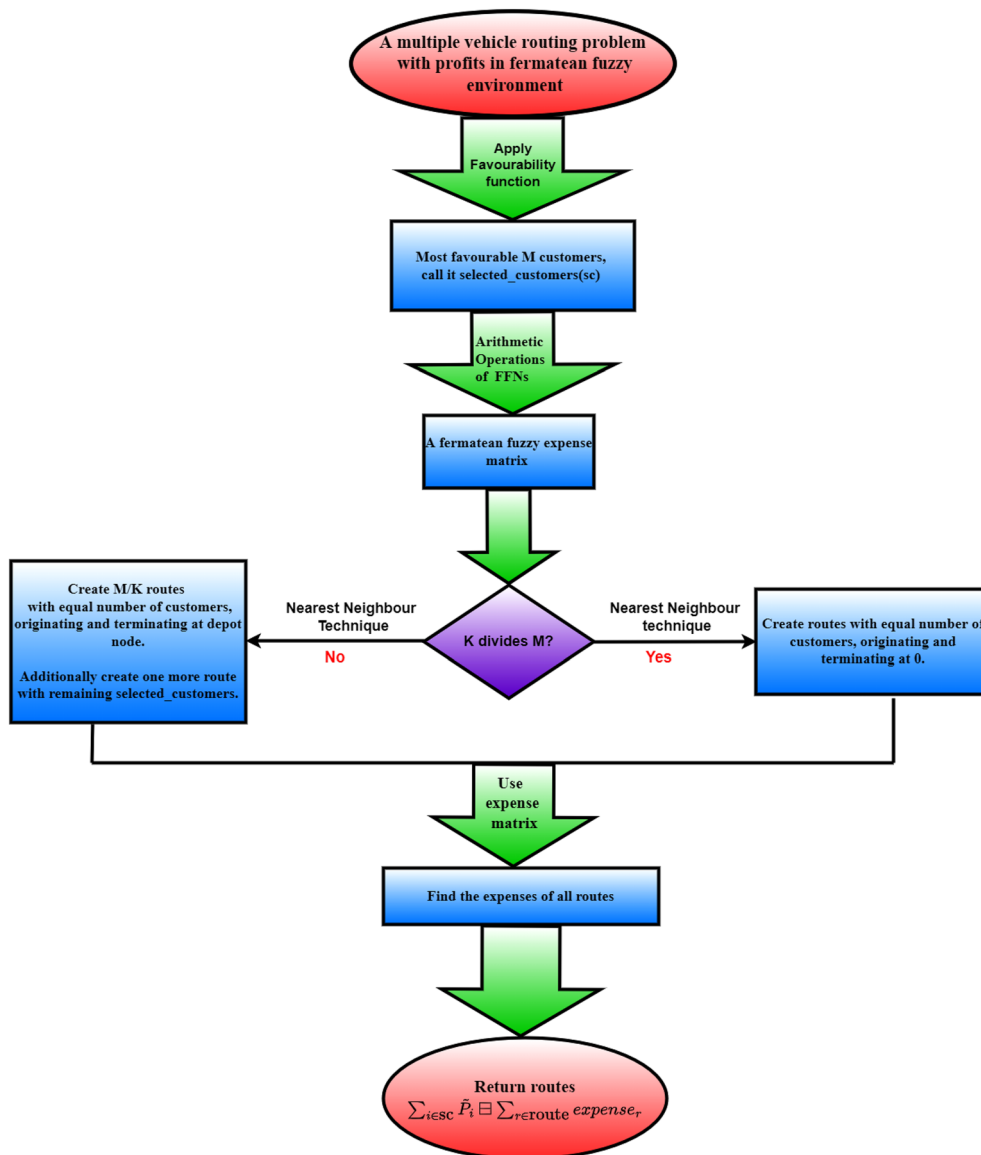 A multiple vehicle routing problem
with profits in fermatean fuzzy
environment
Apply
Favourability
function
Most favourable M customers,
call it selected_customers(sc)
Arithmetic
Operations
of FFNs
A fermatean fuzzy expense
matrix
K divides M?
Nearest Neighbour
Technique
No
Create M/K routes
with equal number of customers,
originating and terminating at depot
node.
Additionally create one more route
with remaining selected_customers.
Nearest Neighbour
technique
Yes
Create routes with equal number of
customers, originating and
terminating at 0.
Use
expense
matrix
Find the expenses of all routes
Return routes
∑_{i∈sc} P̃_i ⊟ ∑_{r∈route} expense_r